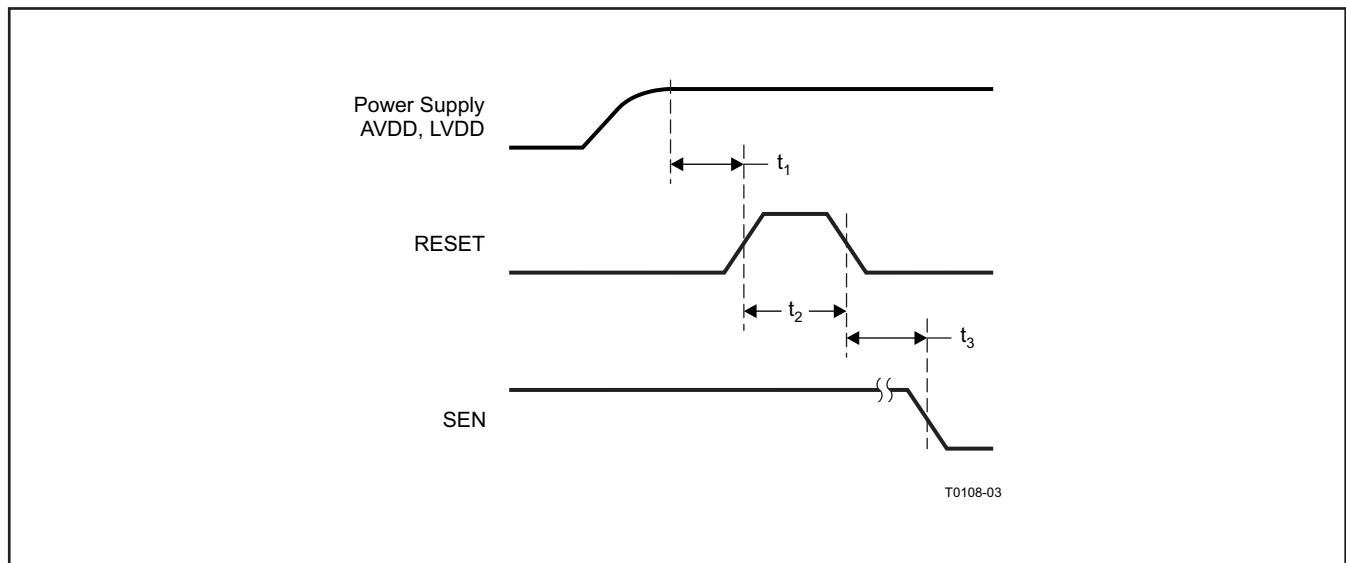 Power Supply
AVDD, LVDD
t₁
RESET
t₂
t₃
SEN
T0108-03